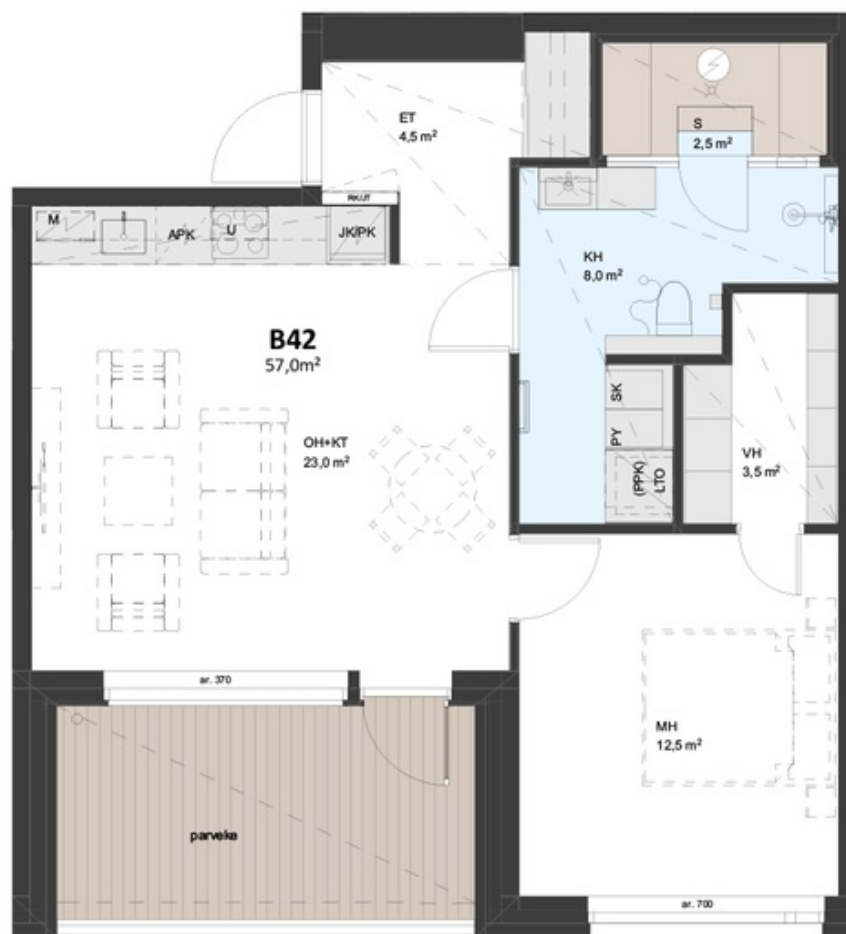 ET
4,5 m²
S
2,5 m²
RK/JT
M
APK
U
JK/PK
KH
8,0 m²
B42
57,0m²
SK
PY
(PPK)
LTO
OH+KT
23,0 m²
VH
3,5 m²
ar. 370
MH
12,5 m²
parveke
ar. 700